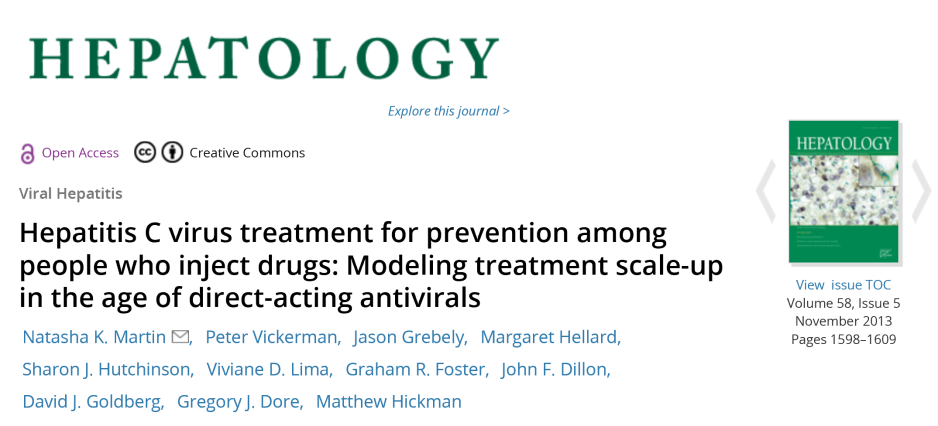 HEPATOLOGY
Explore this journal >
Open Access cc Creative Commons
Viral Hepatitis
Hepatitis C virus treatment for prevention among
people who inject drugs: Modeling treatment scale-up
in the age of direct-acting antivirals
Natasha K. Martin, Peter Vickerman, Jason Grebely, Margaret Hellard,
Sharon J. Hutchinson, Viviane D. Lima, Graham R. Foster, John F. Dillon,
David J. Goldberg, Gregory J. Dore, Matthew Hickman
HEPATOLOGY
View issue TOC
Volume 58, Issue 5
November 2013
Pages 1598–1609